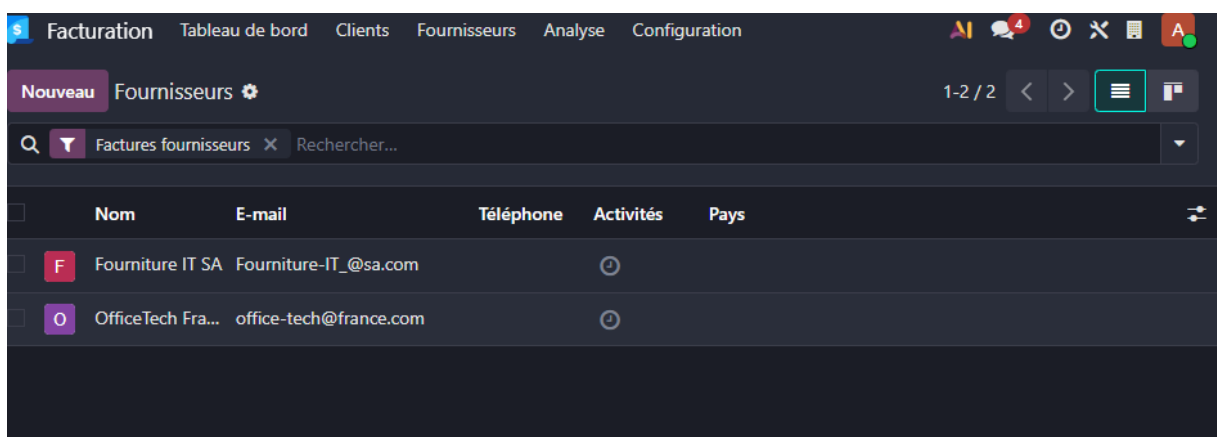 $ Facturation Tableau de bord Clients Fournisseurs Analyse Configuration AI 4 A
Nouveau Fournisseurs 1-2 / 2
Factures fournisseurs Rechercher...
Nom E-mail Téléphone Activités Pays
F Fourniture IT SA Fourniture-IT_@sa.com
O OfficeTech Fra... office-tech@france.com